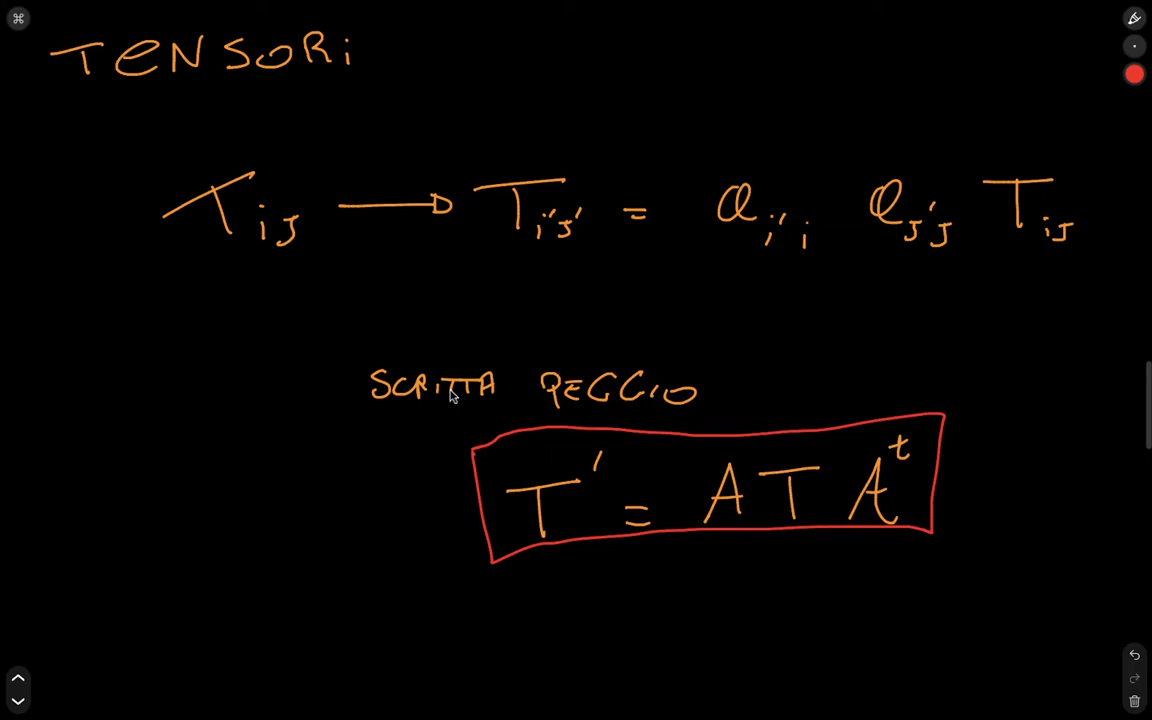 TENSORi
T_ij → T_i'j' = a_i'i a_j'j T_ij
SCRiTTA PEGGIO
T' = A T A^t